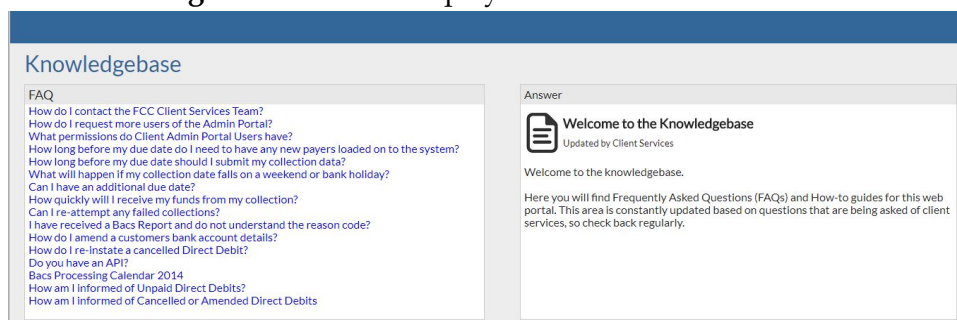 Knowledgebase
FAQ
How do I contact the FCC Client Services Team?
How do I request more users of the Admin Portal?
What permissions do Client Admin Portal Users have?
How long before my due date do I need to have any new payers loaded on to the system?
How long before my due date should I submit my collection data?
What will happen if my collection date falls on a weekend or bank holiday?
Can I have an additional due date?
How quickly will I receive my funds from my collection?
Can I re-attempt any failed collections?
I have received a Bacs Report and do not understand the reason code?
How do I amend a customers bank account details?
How do I re-instate a cancelled Direct Debit?
Do you have an API?
Bacs Processing Calendar 2014
How am I informed of Unpaid Direct Debits?
How am I informed of Cancelled or Amended Direct Debits
Answer
Welcome to the Knowledgebase
Updated by Client Services
Welcome to the knowledgebase.
Here you will find Frequently Asked Questions (FAQs) and How-to guides for this web
portal. This area is constantly updated based on questions that are being asked of client
services, so check back regularly.